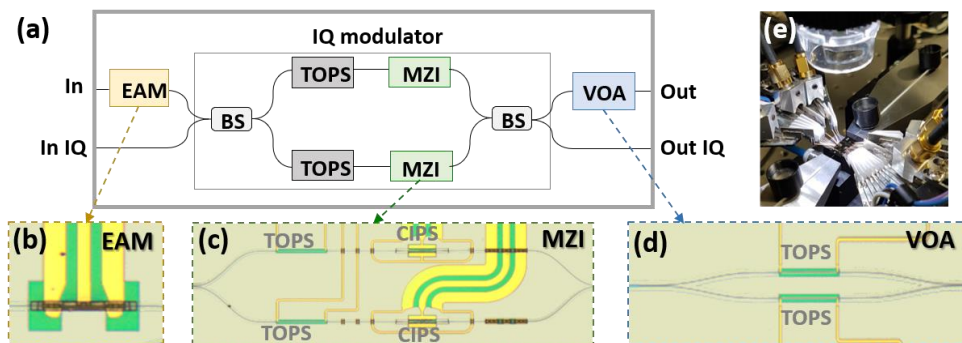 (a)
IQ modulator
In
EAM
In IQ
BS
TOPS
MZI
TOPS
MZI
BS
VOA
Out
Out IQ
(e)
(b)
EAM
(c)
TOPS
CIPS
MZI
TOPS
CIPS
(d)
TOPS
VOA
TOPS